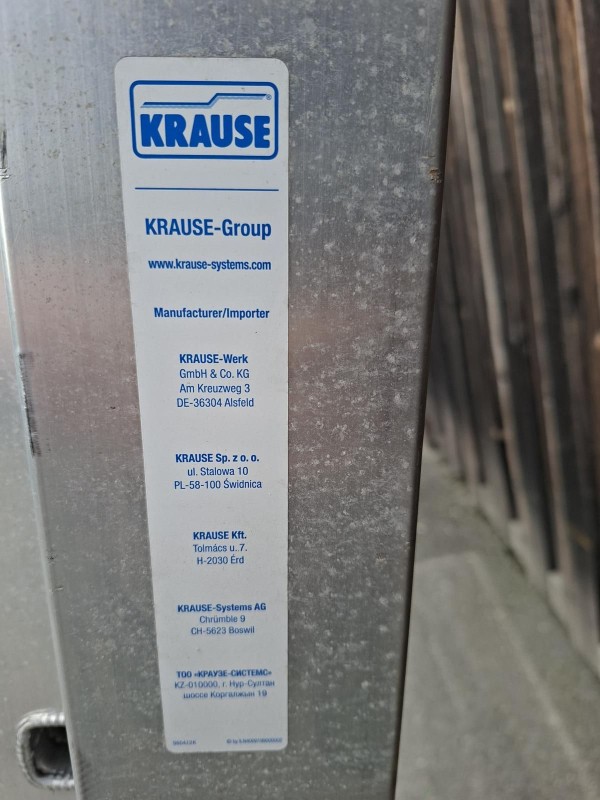 KRAUSE
KRAUSE-Group
www.krause-systems.com
Manufacturer/Importer
KRAUSE-Werk
GmbH & Co. KG
Am Kreuzweg 3
DE-36304 Alsfeld
KRAUSE Sp. z o. o.
ul. Stalowa 10
PL-58-100 Świdnica
KRAUSE Kft.
Tolmács u. 7.
H-2030 Érd
KRAUSE-Systems AG
Chrümble 9
CH-5623 Boswil
ТОО «КРАУЗЕ-СИСТЕМС»
KZ-010000, г. Нур-Султан
шоссе Коргалжын 19